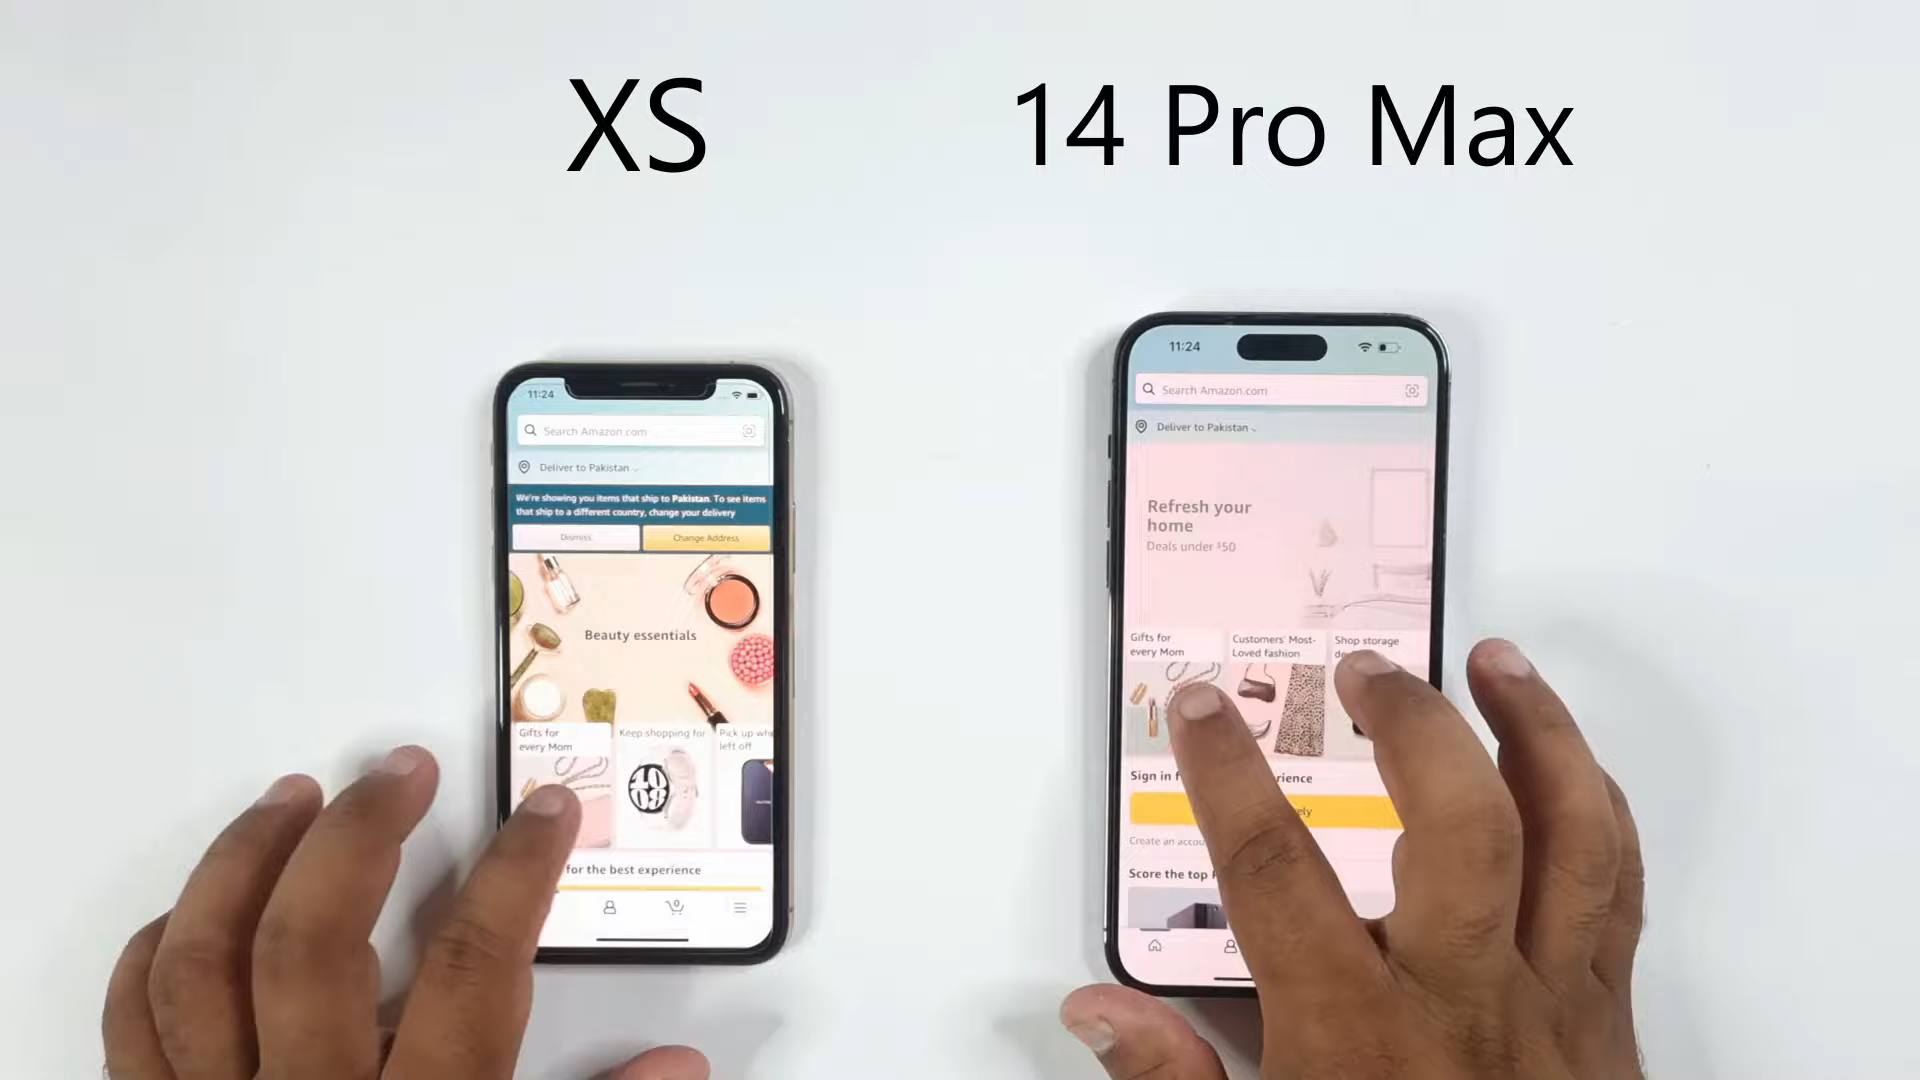 XS
14 Pro Max
11:24
Search Amazon.com
Deliver to Pakistan
We're showing you items that ship to Pakistan. To see items
that ship to a different country, change your delivery
Dismiss
Change Address
Beauty essentials
Gifts for
every Mom
Keep shopping for
Pick up
left off
for the best experience
0
11:24
Search Amazon.com
Deliver to Pakistan
Refresh your
home
Deals under $50
Gifts for
every Mom
Customers' Most-
Loved fashion
Shop storage
Sign in
Create an
Score the top